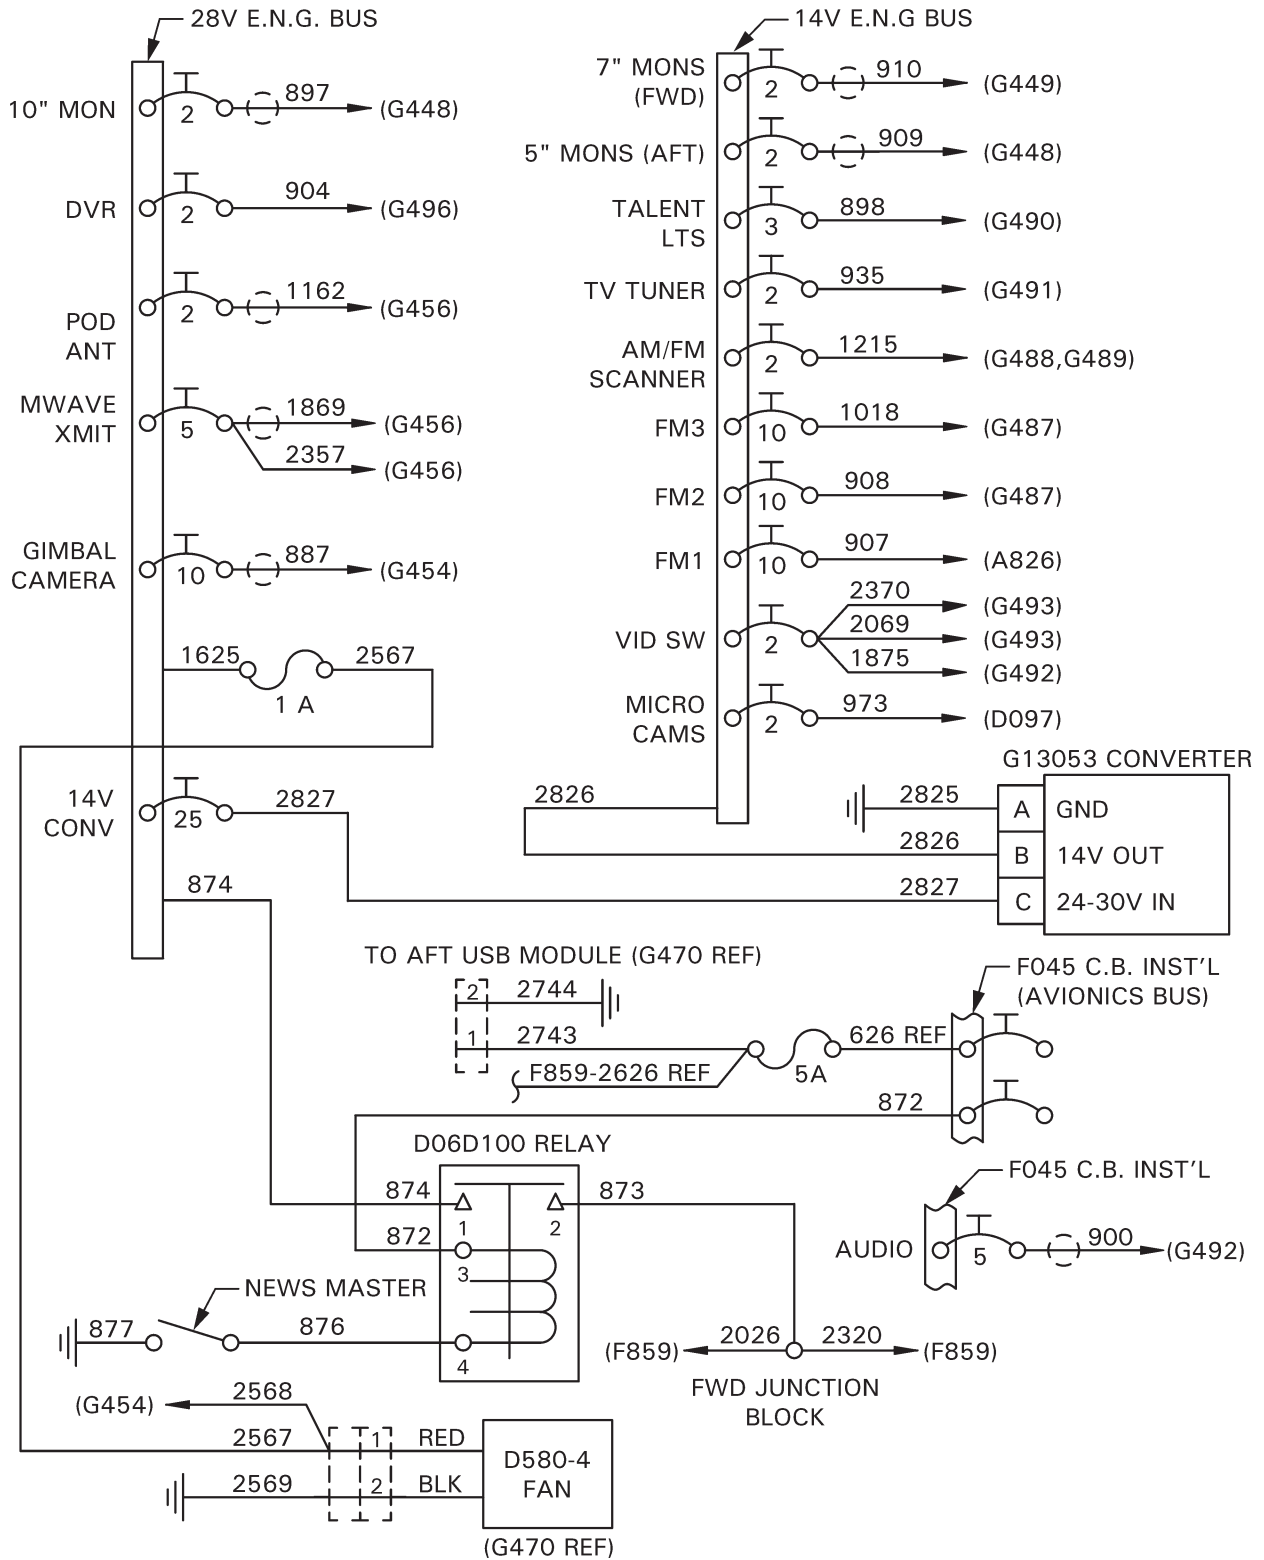 28V E.N.G. BUS
10" MON
2
897
(G448)
DVR
2
904
(G496)
POD
ANT
2
1162
(G456)
MWAVE
XMIT
5
1869
(G456)
2357
(G456)
GIMBAL
CAMERA
10
887
(G454)
1625
1 A
2567
14V
CONV
25
2827
874
14V E.N.G BUS
7" MONS
(FWD)
2
910
(G449)
5" MONS (AFT)
2
909
(G448)
TALENT
LTS
3
898
(G490)
TV TUNER
2
935
(G491)
AM/FM
SCANNER
2
1215
(G488,G489)
FM3
10
1018
(G487)
FM2
10
908
(G487)
FM1
10
907
(A826)
VID SW
2
2370
(G493)
2069
(G493)
1875
(G492)
MICRO
CAMS
2
973
(D097)
G13053 CONVERTER
2826
2825
A
GND
2826
B
14V OUT
2827
C
24-30V IN
TO AFT USB MODULE (G470 REF)
2
2744
1
2743
F859-2626 REF
5A
626 REF
F045 C.B. INST'L
(AVIONICS BUS)
872
D06D100 RELAY
874
1
2
873
872
3
4
NEWS MASTER
877
876
F045 C.B. INST'L
AUDIO
5
900
(G492)
(F859)
2026
2320
(F859)
FWD JUNCTION
BLOCK
(G454)
2568
2567
1
RED
2569
2
BLK
D580-4
FAN
(G470 REF)